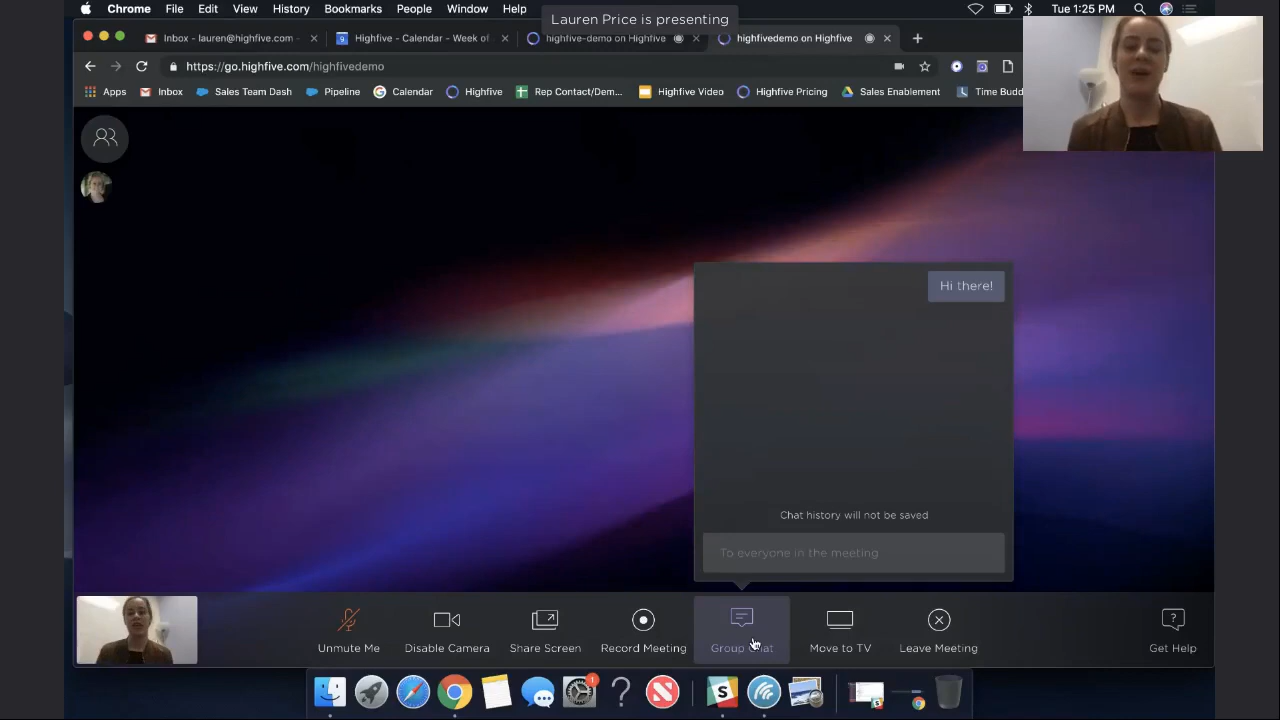 Chrome File Edit View History Bookmarks People Window Help
Lauren Price is presenting
Tue 1:25 PM
Inbox - lauren@highfive.com -
Highfive - Calendar - Week of
highfive-demo on Highfive
highfivedemo on Highfive
https://go.highfive.com/highfivedemo
Apps Inbox Sales Team Dash Pipeline Calendar Highfive Rep Contact/Dem... Highfive Video Highfive Pricing Sales Enablement Time Budd
Hi there!
Chat history will not be saved
To everyone in the meeting
Unmute Me Disable Camera Share Screen Record Meeting Group Chat Move to TV Leave Meeting Get Help